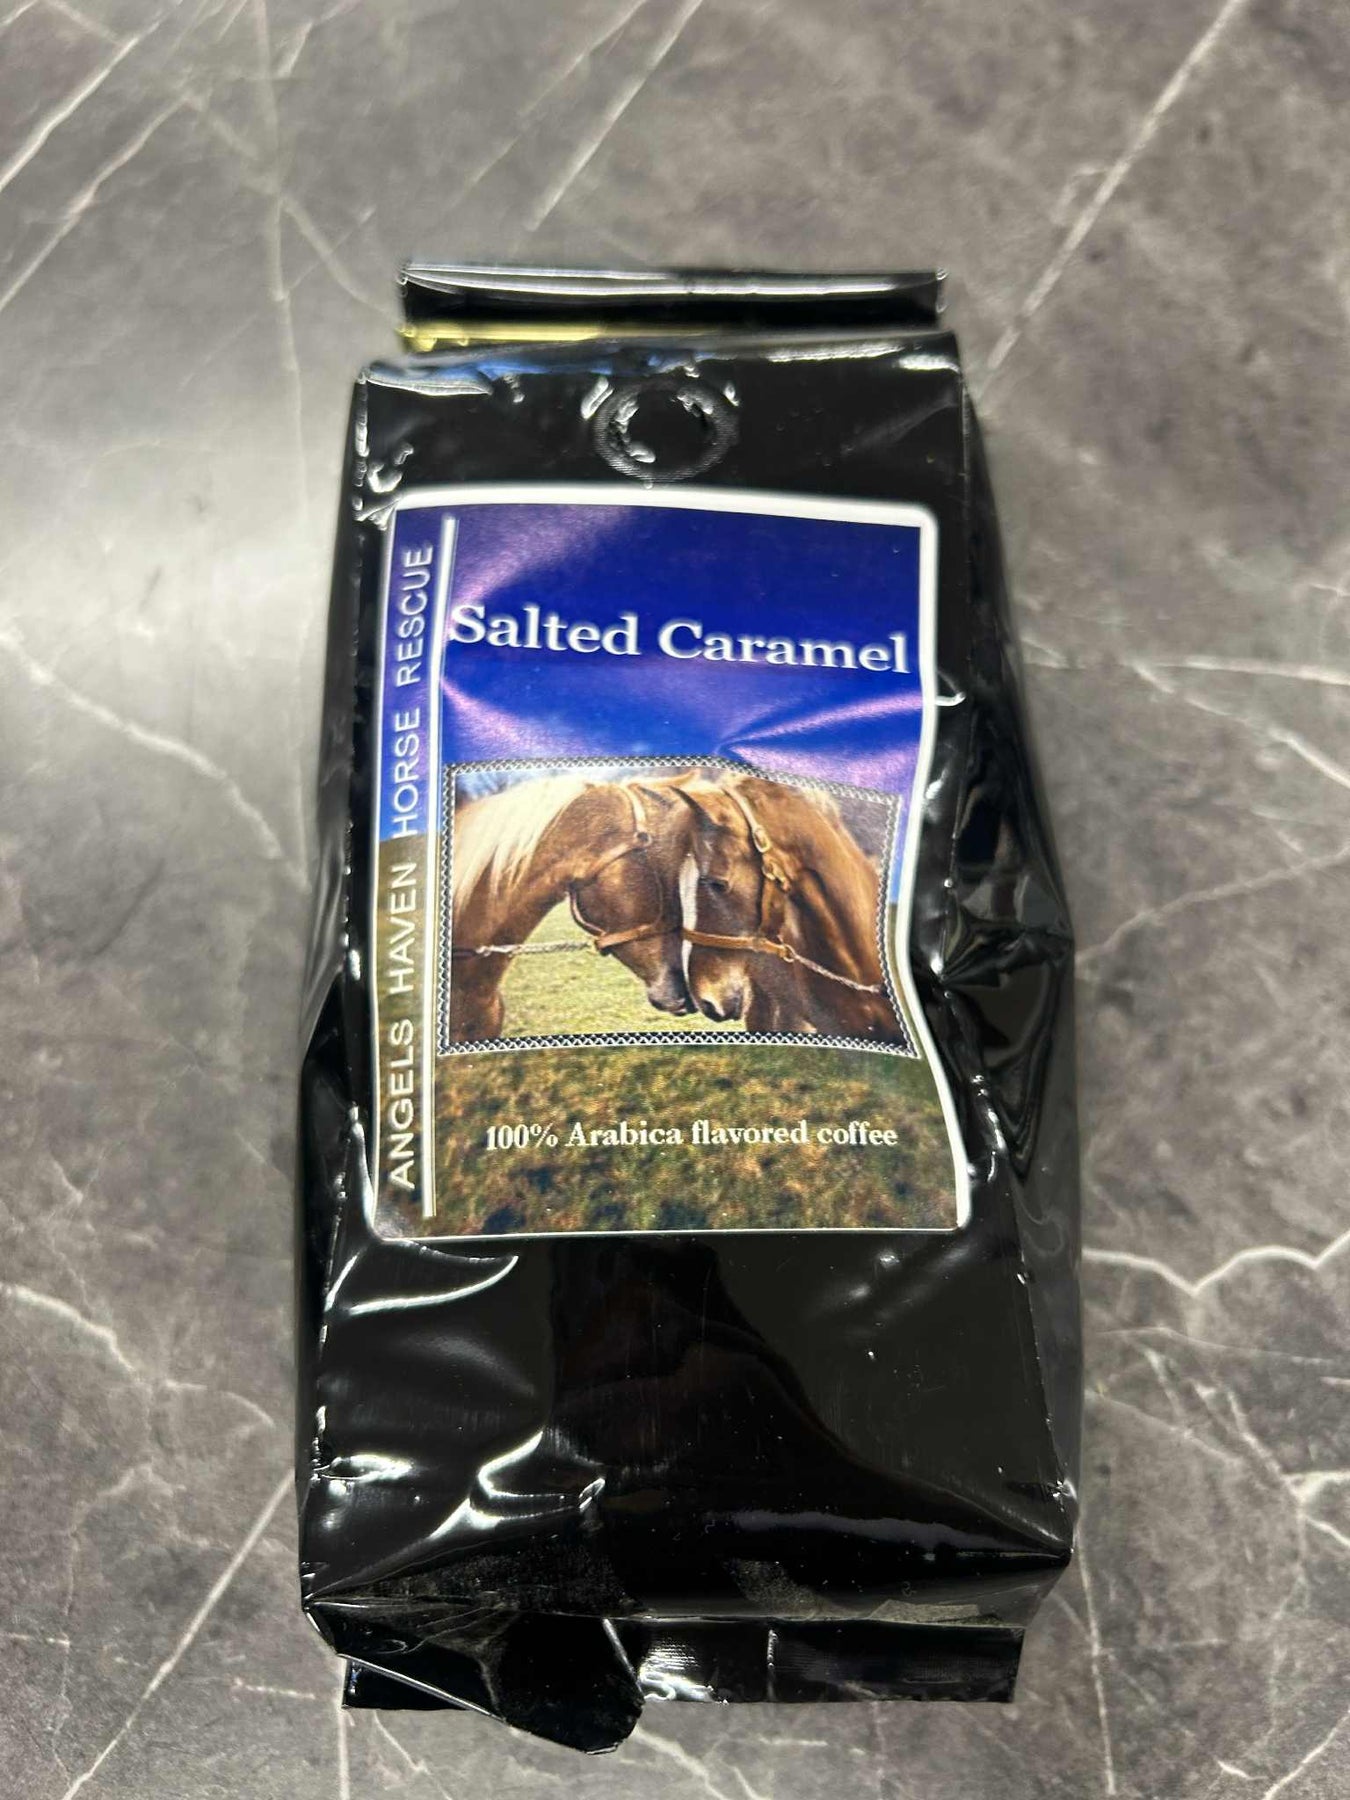 ANGELS HAVEN HORSE RESCUE
Salted Caramel
100% Arabica flavored coffee